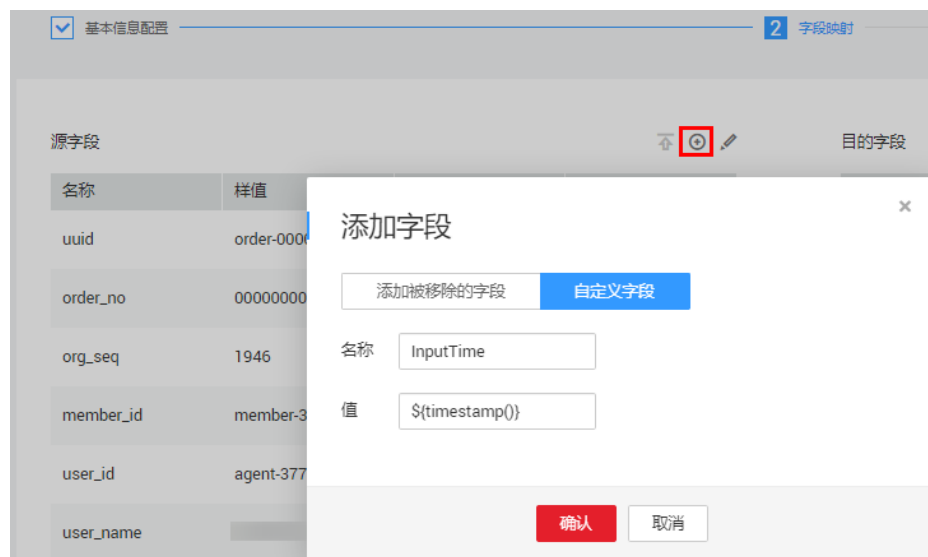 基本信息配置
2 字段映射
源字段
目的字段
名称 样值
×
添加字段
uuid order-000
添加被移除的字段 自定义字段
order_no 00000000
名称 InputTime
org_seq 1946
值 ${timestamp()}
member_id member-3
user_id agent-377
确认 取消
user_name